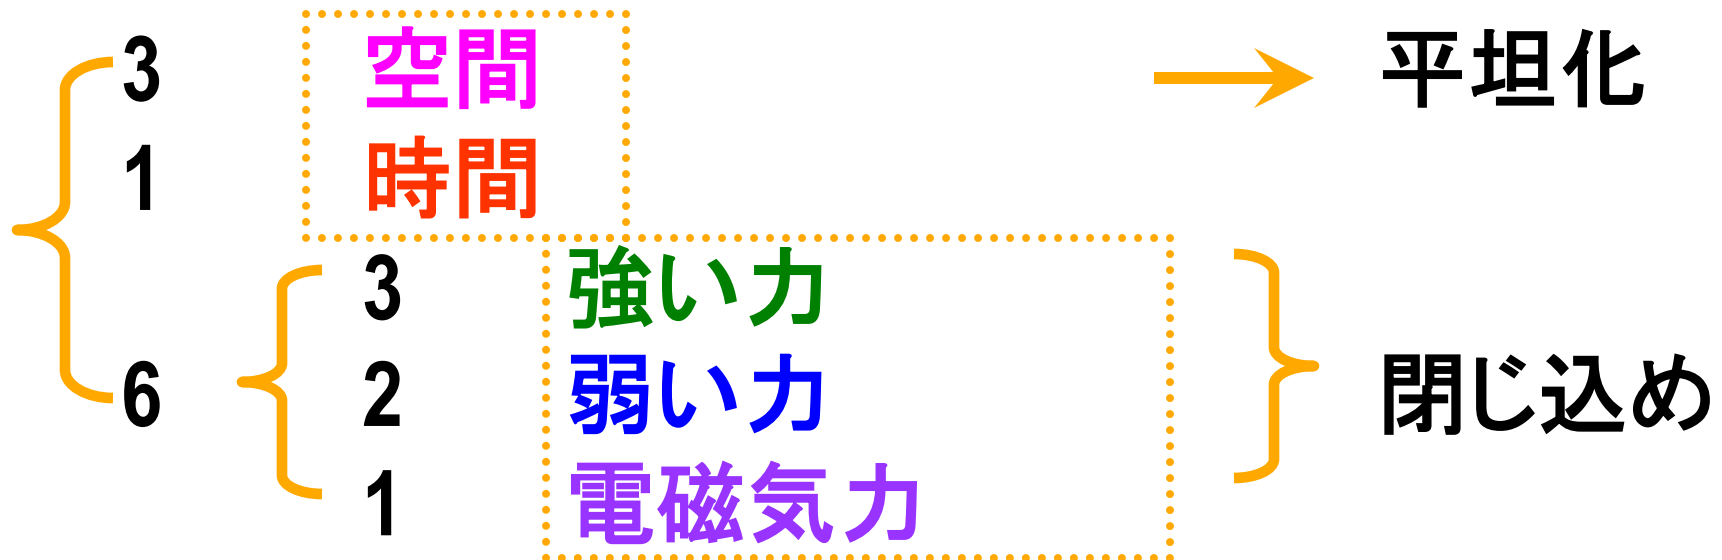 3 空間 平坦化
1 時間
3 強い力
6 2 弱い力 閉じ込め
1 電磁気力